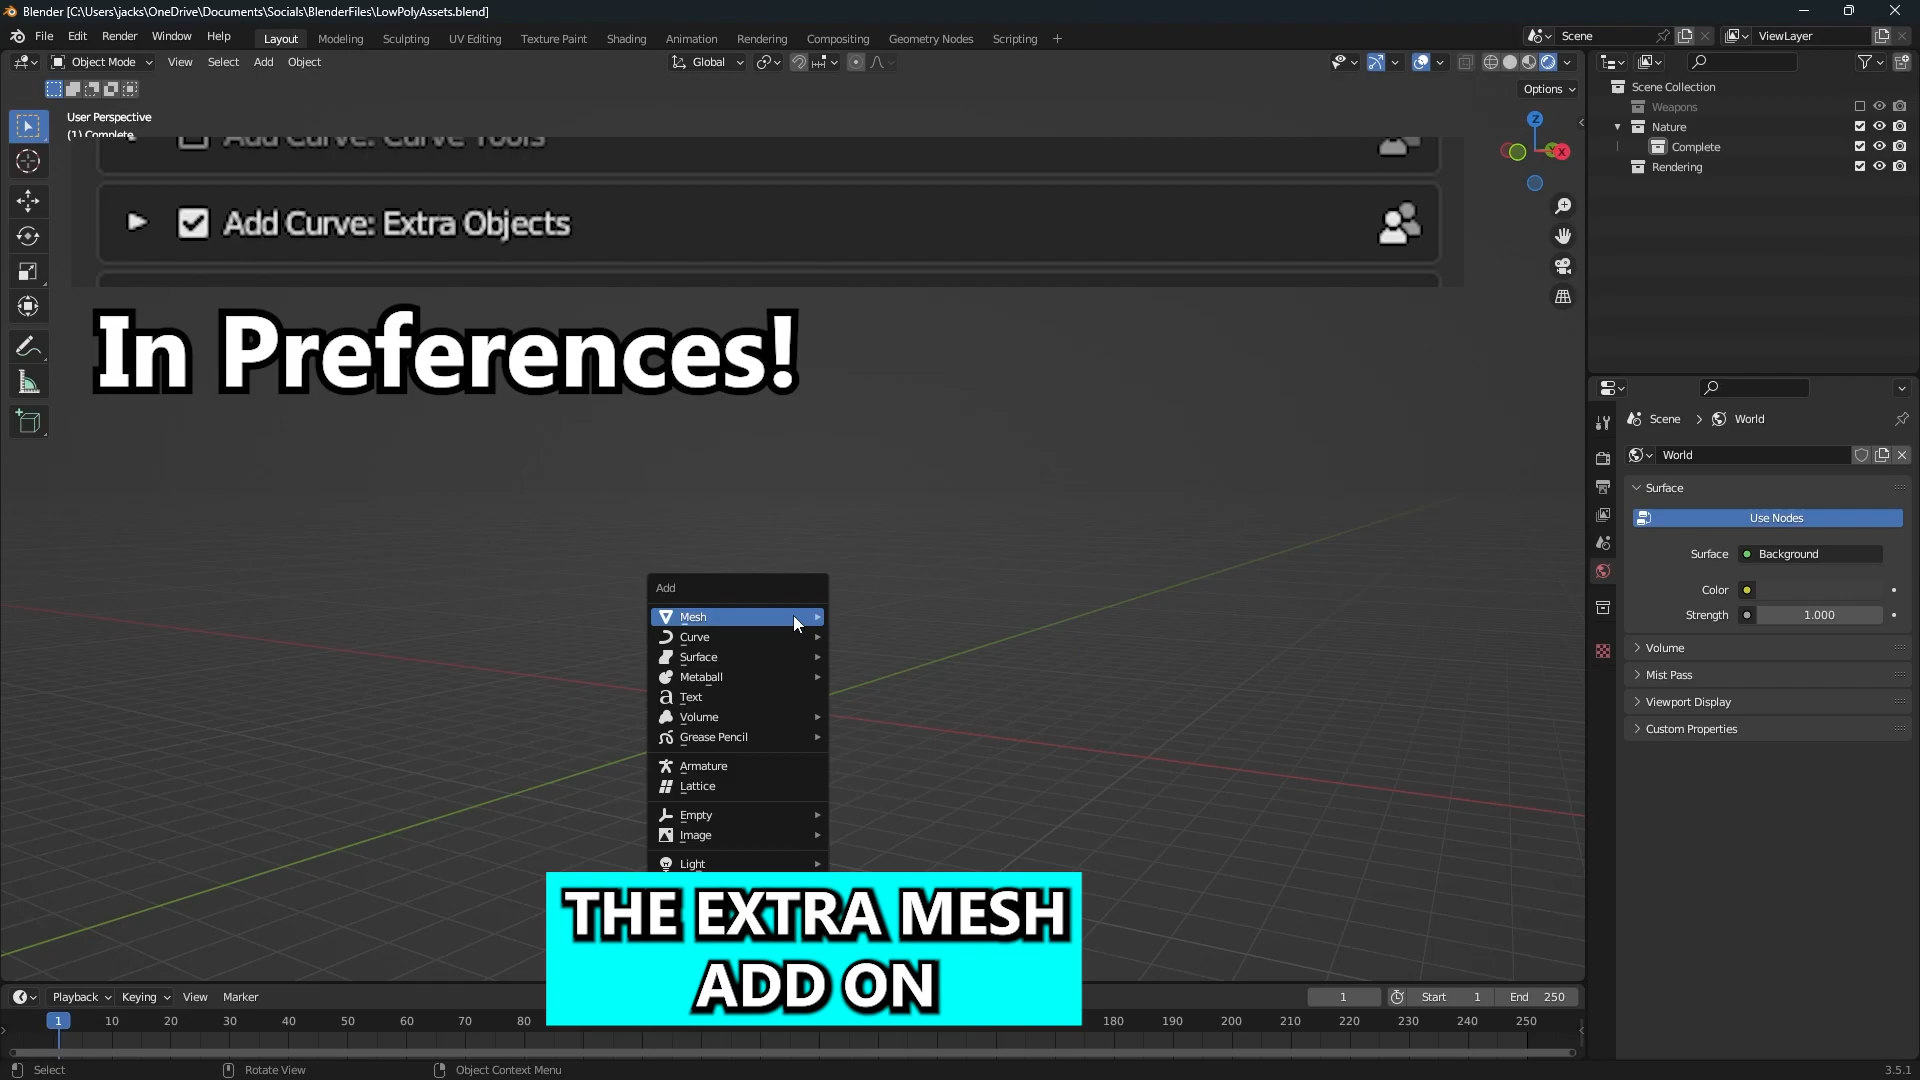 Blender [C:\Users\jacks\OneDrive\Documents\Socials\BlenderFiles\LowPolyAssets.blend]
File Edit Render Window Help Layout Modeling Sculpting UV Editing Texture Paint Shading Animation Rendering Compositing Geometry Nodes Scripting + Scene ViewLayer
Object Mode View Select Add Object Global
Options
User Perspective
(1) Complete
Add Curve: Curve Tools
Add Curve: Extra Objects
In Preferences!
Z
Y
X
Scene Collection
Weapons
Nature
Complete
Rendering
Scene > World
World
Surface
Use Nodes
Surface Background
Color
Strength 1.000
Volume
Mist Pass
Viewport Display
Custom Properties
Add
Mesh
Curve
Surface
Metaball
Text
Volume
Grease Pencil
Armature
Lattice
Empty
Image
Light
THE EXTRA MESH
ADD ON
Playback Keying View Marker 1 Start 1 End 250
1 10 20 30 40 50 60 70 80 180 190 200 210 220 230 240 250
Select Rotate View Object Context Menu 3.5.1